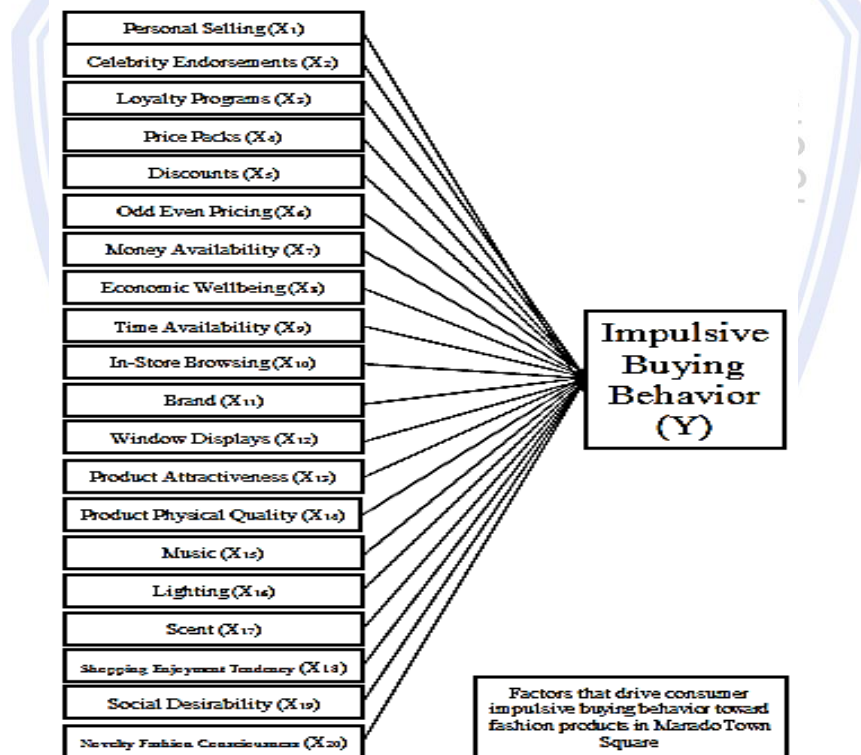 Personal Selling (X1)
Celebrity Endorsements (X2)
Loyalty Programs (X3)
Price Packs (X4)
Discounts (X5)
Odd Even Pricing (X6)
Money Availability (X7)
Economic Wellbeing (X8)
Time Availability (X9)
In-Store Browsing (X10)
Brand (X11)
Window Displays (X12)
Product Attractiveness (X13)
Product Physical Quality (X14)
Music (X15)
Lighting (X16)
Scent (X17)
Shopping Enjoyment Tendency (X18)
Social Desirability (X19)
Novelty Fashion Consciousness (X20)
Impulsive
Buying
Behavior
(Y)
Factors that drive consumer
impulsive buying behavior toward
fashion products in Manado Town
Square